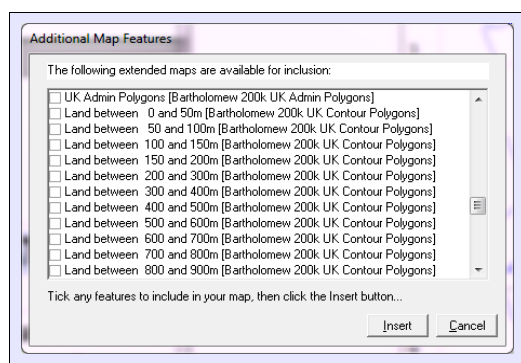 Additional Map Features
The following extended maps are available for inclusion:
UK Admin Polygons [Bartholomew 200k UK Admin Polygons]
Land between 0 and 50m [Bartholomew 200k UK Contour Polygons]
Land between 50 and 100m [Bartholomew 200k UK Contour Polygons]
Land between 100 and 150m [Bartholomew 200k UK Contour Polygons]
Land between 150 and 200m [Bartholomew 200k UK Contour Polygons]
Land between 200 and 300m [Bartholomew 200k UK Contour Polygons]
Land between 300 and 400m [Bartholomew 200k UK Contour Polygons]
Land between 400 and 500m [Bartholomew 200k UK Contour Polygons]
Land between 500 and 600m [Bartholomew 200k UK Contour Polygons]
Land between 600 and 700m [Bartholomew 200k UK Contour Polygons]
Land between 700 and 800m [Bartholomew 200k UK Contour Polygons]
Land between 800 and 900m [Bartholomew 200k UK Contour Polygons]
Tick any features to include in your map, then click the Insert button...
Insert Cancel